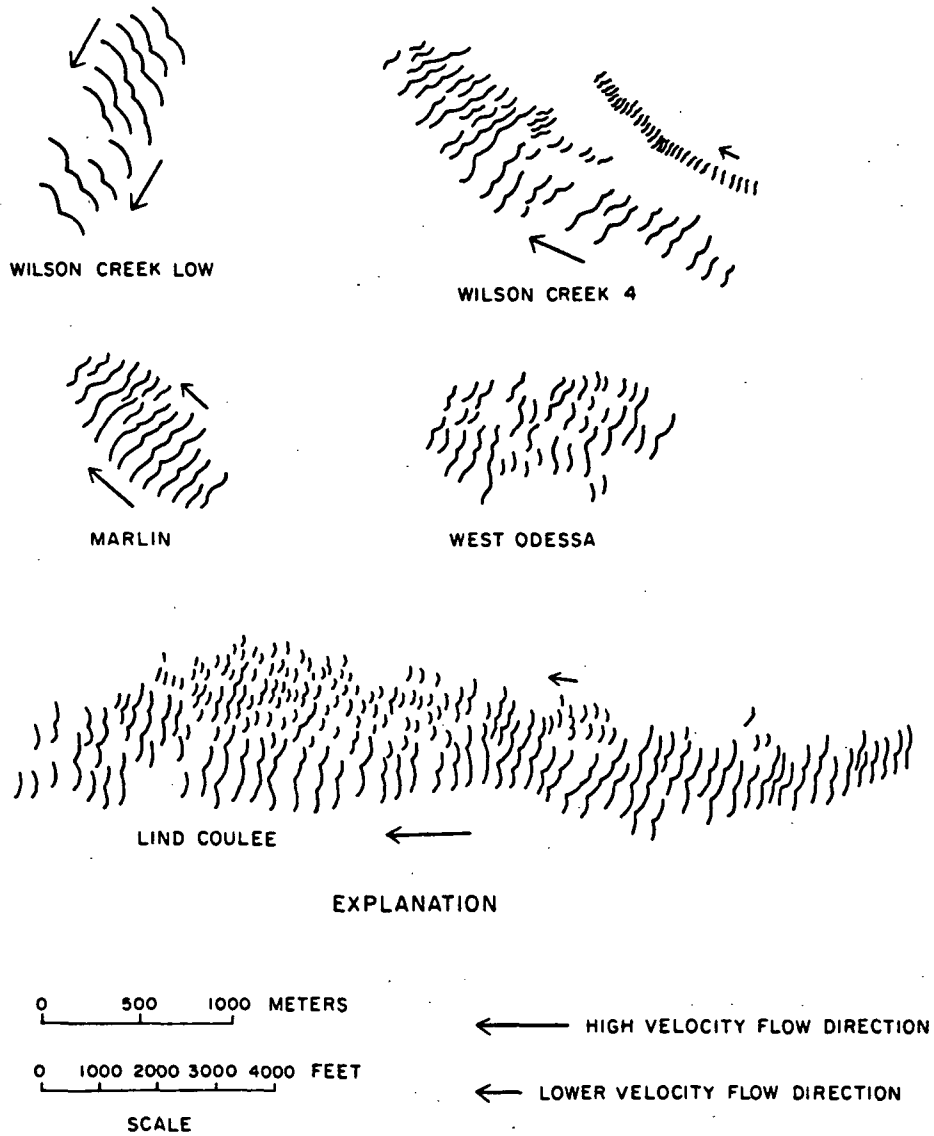 WILSON CREEK LOW
WILSON CREEK 4
MARLIN
WEST ODESSA
LIND COULEE
EXPLANATION
0 500 1000 METERS
0 1000 2000 3000 4000 FEET
SCALE
HIGH VELOCITY FLOW DIRECTION
LOWER VELOCITY FLOW DIRECTION